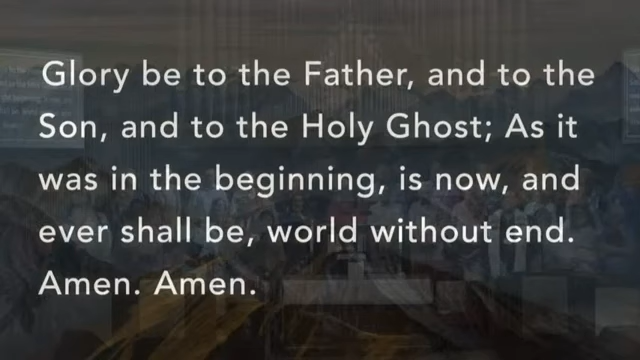 Glory be to the Father, and to the
Son, and to the Holy Ghost; As it
was in the beginning, is now, and
ever shall be, world without end.
Amen. Amen.